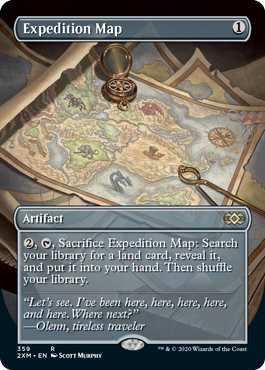 Expedition Map 1
Artifact
2, T, Sacrifice Expedition Map: Search
your library for a land card, reveal it,
and put it into your hand. Then shuffle
your library.
“Let’s see. I’ve been here, here, here, here,
and here. Where next?”
—Olenn, tireless traveler
359 R
2XM • EN Scott Murphy
™ & © 2020 Wizards of the Coast